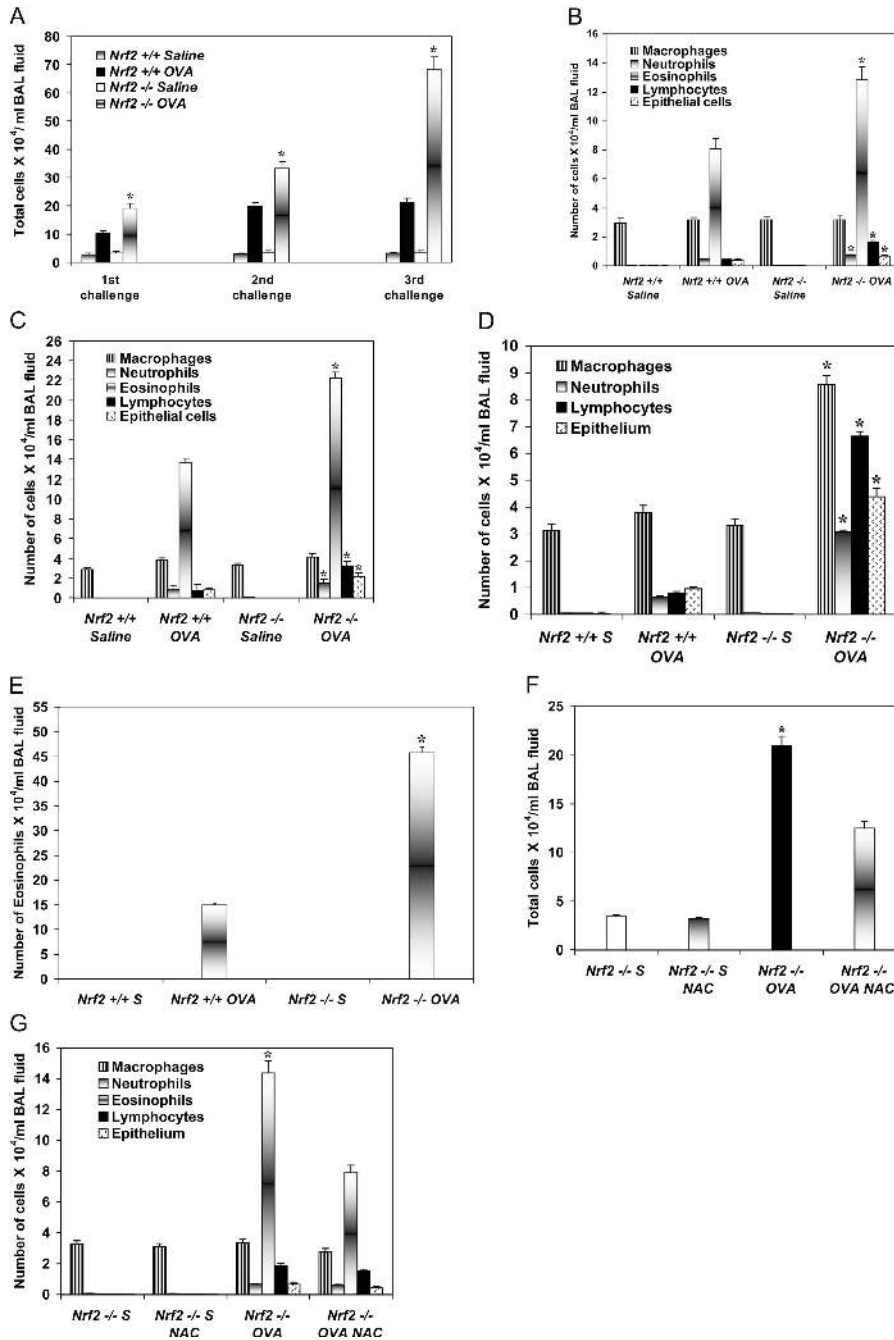 A
Total cells X 10⁴/ ml BAL fluid
80
70
60
50
40
30
20
10
0
Nrf2 +/+ Saline
Nrf2 +/+ OVA
Nrf2 -/- Saline
Nrf2 -/- OVA
*
*
*
1st challenge
2nd challenge
3rd challenge
B
Number of cells X 10⁴/ml BAL fluid
16
14
12
10
8
6
4
2
0
Macrophages
Neutrophils
Eosinophils
Lymphocytes
Epithelial cells
*
*
*
*
Nrf2 +/+
Saline
Nrf2 +/+ OVA
Nrf2 -/-
Saline
Nrf2 -/- OVA
C
Number of cells X 10⁴/ml BAL fluid
26
24
22
20
18
16
14
12
10
8
6
4
2
0
Macrophages
Neutrophils
Eosinophils
Lymphocytes
Epithelial cells
*
*
*
*
Nrf2 +/+
Saline
Nrf2 +/+
OVA
Nrf2 -/-
Saline
Nrf2 -/-
OVA
D
Number of cells X 10⁴/ml BAL fluid
10
9
8
7
6
5
4
3
2
1
0
Macrophages
Neutrophils
Lymphocytes
Epithelium
*
*
*
*
Nrf2 +/+ S
Nrf2 +/+
OVA
Nrf2 -/- S
Nrf2 -/-
OVA
E
Number of Eosinophils X 10⁴/ml BAL fluid
55
50
45
40
35
30
25
20
15
10
5
0
*
Nrf2 +/+ S
Nrf2 +/+ OVA
Nrf2 -/- S
Nrf2 -/- OVA
F
Total cells X 10⁴/ml BAL fluid
25
20
15
10
5
0
*
Nrf2 -/- S
Nrf2 -/- S
NAC
Nrf2 -/-
OVA
Nrf2 -/-
OVA NAC
G
Number of cells X 10⁴/ml BAL fluid
16
14
12
10
8
6
4
2
0
Macrophages
Neutrophils
Eosinophils
Lymphocytes
Epithelium
*
Nrf2 -/- S
Nrf2 -/- S
NAC
Nrf2 -/-
OVA
Nrf2 -/-
OVA NAC